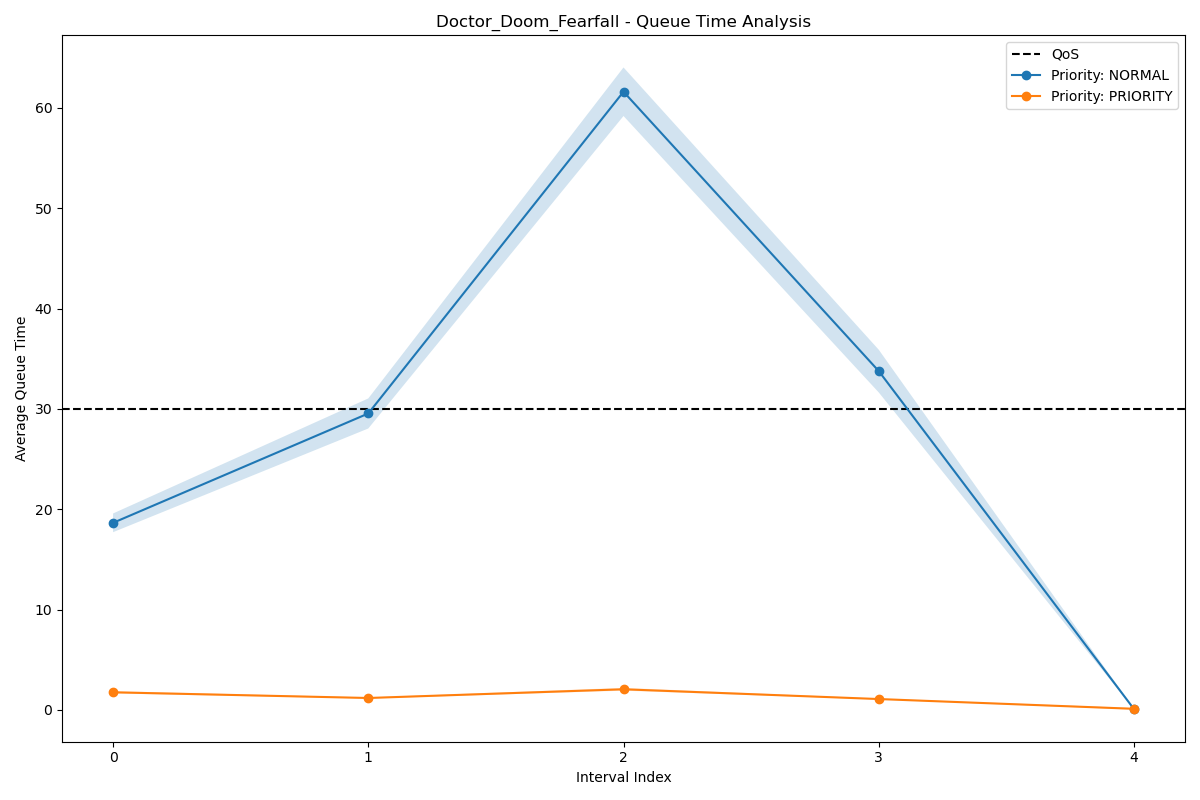 Doctor_Doom_Fearfall - Queue Time Analysis
QoS
Priority: NORMAL
Priority: PRIORITY
Average Queue Time
60
50
40
30
20
10
0
0 1 2 3 4
Interval Index